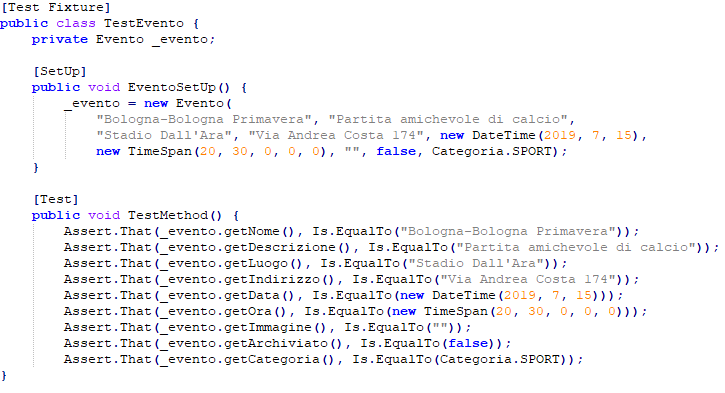 [Test Fixture]
public class TestEvento {
    private Evento _evento;

    [SetUp]
    public void EventoSetUp() {
        _evento = new Evento(
            "Bologna-Bologna Primavera", "Partita amichevole di calcio",
            "Stadio Dall'Ara", "Via Andrea Costa 174", new DateTime(2019, 7, 15),
            new TimeSpan(20, 30, 0, 0, 0), "", false, Categoria.SPORT);
    }

    [Test]
    public void TestMethod() {
        Assert.That(_evento.getNome(), Is.EqualTo("Bologna-Bologna Primavera"));
        Assert.That(_evento.getDescrizione(), Is.EqualTo("Partita amichevole di calcio"));
        Assert.That(_evento.getLuogo(), Is.EqualTo("Stadio Dall'Ara"));
        Assert.That(_evento.getIndirizzo(), Is.EqualTo("Via Andrea Costa 174"));
        Assert.That(_evento.getData(), Is.EqualTo(new DateTime(2019, 7, 15)));
        Assert.That(_evento.getOra(), Is.EqualTo(new TimeSpan(20, 30, 0, 0, 0)));
        Assert.That(_evento.getImmagine(), Is.EqualTo(""));
        Assert.That(_evento.getArchiviato(), Is.EqualTo(false));
        Assert.That(_evento.getCategoria(), Is.EqualTo(Categoria.SPORT));
}